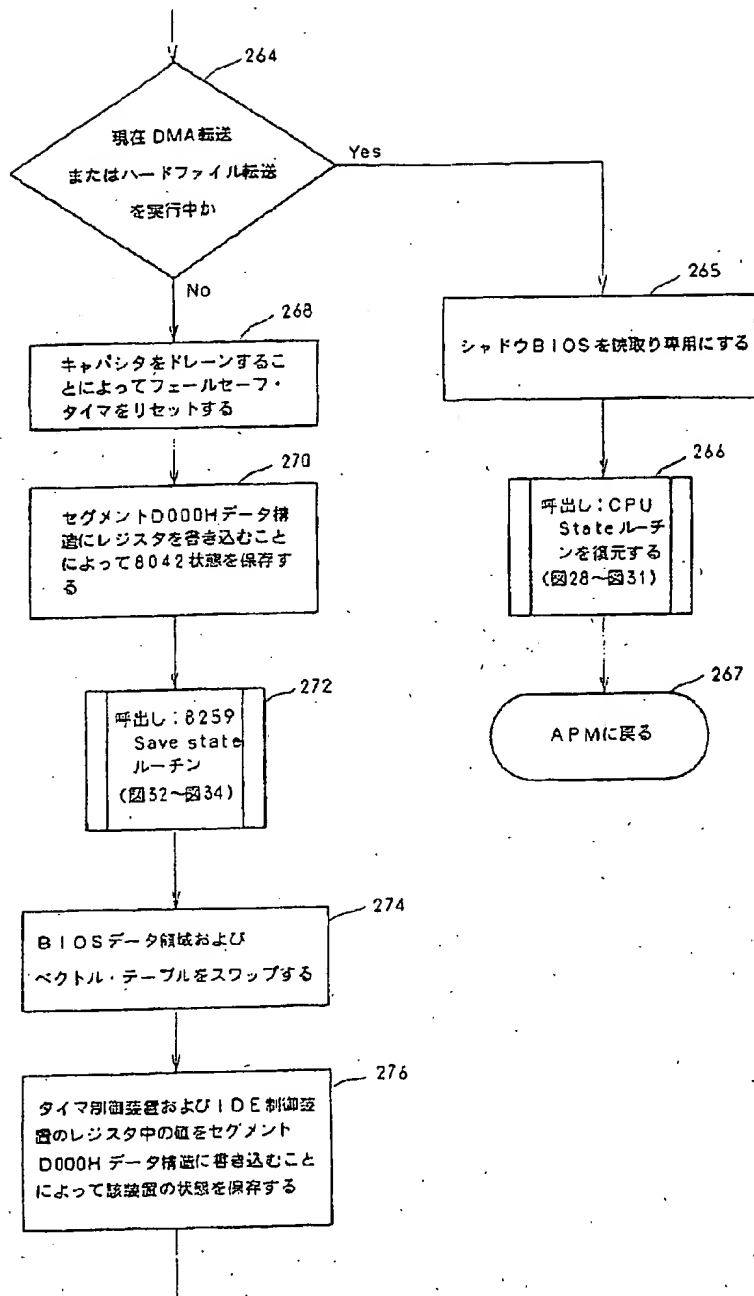 264
現在 DMA 転送
またはハードファイル転送
を実行中か
Yes
No
268
キャパシタをドレーンするこ
とによってフェールセーフ・
タイマをリセットする
270
セグメントD000Hデータ構
造にレジスタを書き込むこと
によって8042状態を保存す
る
272
呼出し:8259
Save state
ルーチン
(図32~図34)
274
BIOSデータ領域および
ベクトル・テーブルをスワップする
276
タイマ制御装置およびIDE制御装
置のレジスタ中の値をセグメント
D000Hデータ構造に書き込むこと
によって該装置の状態を保存する
265
シャドウBIOSを読取り専用にする
266
呼出し:CPU
Stateルーチ
ンを復元する
(図28~図31)
267
APMに戻る